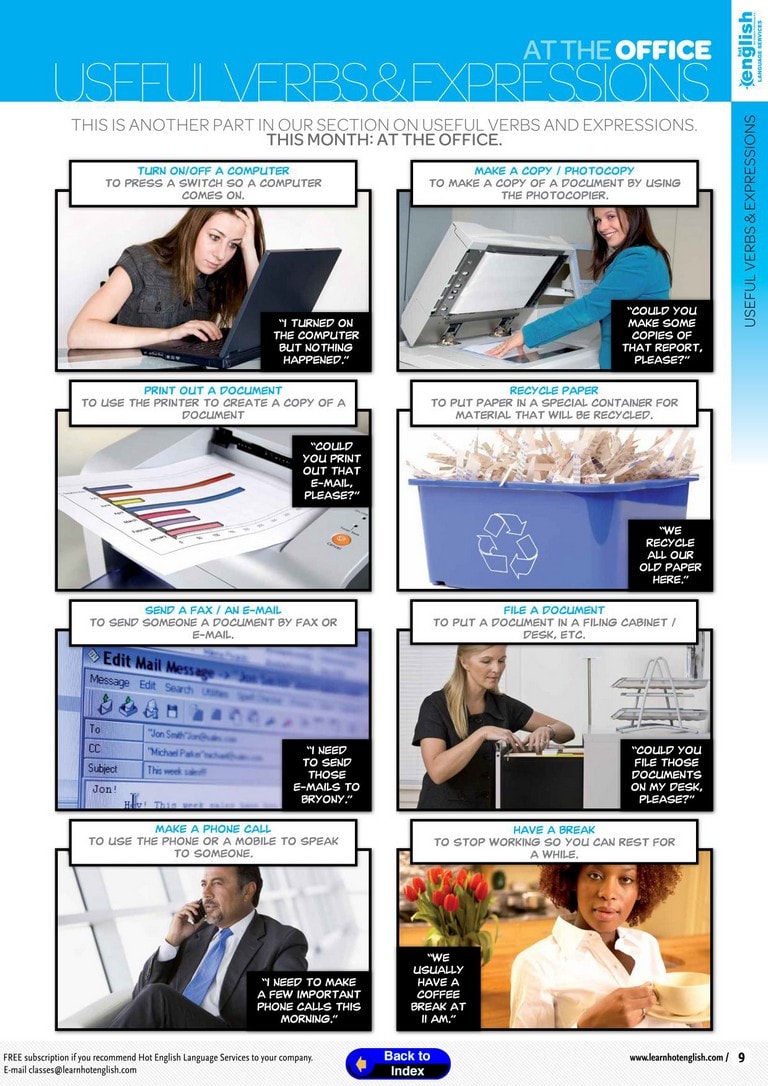 AT THE OFFICE
USEFUL VERBS & EXPRESSIONS
hot
english
LANGUAGE SERVICES
USEFUL VERBS & EXPRESSIONS
THIS IS ANOTHER PART IN OUR SECTION ON USEFUL VERBS AND EXPRESSIONS.
THIS MONTH: AT THE OFFICE.
TURN ON/OFF A COMPUTER
TO PRESS A SWITCH SO A COMPUTER
COMES ON.
"I TURNED ON
THE COMPUTER
BUT NOTHING
HAPPENED."
MAKE A COPY / PHOTOCOPY
TO MAKE A COPY OF A DOCUMENT BY USING
THE PHOTOCOPIER.
"COULD YOU
MAKE SOME
COPIES OF
THAT REPORT,
PLEASE?"
PRINT OUT A DOCUMENT
TO USE THE PRINTER TO CREATE A COPY OF A
DOCUMENT
"COULD
YOU PRINT
OUT THAT
E-MAIL,
PLEASE?"
RECYCLE PAPER
TO PUT PAPER IN A SPECIAL CONTAINER FOR
MATERIAL THAT WILL BE RECYCLED.
"WE
RECYCLE
ALL OUR
OLD PAPER
HERE."
SEND A FAX / AN E-MAIL
TO SEND SOMEONE A DOCUMENT BY FAX OR
E-MAIL.
Edit Mail Message
Message Edit Search Utilities
To "Jon Smith"
CC "Michael Parker"
Subject This week sales!!!
Jon!
Hey! This week sales
"I NEED
TO SEND
THOSE
E-MAILS TO
BRYONY."
FILE A DOCUMENT
TO PUT A DOCUMENT IN A FILING CABINET /
DESK, ETC.
"COULD YOU
FILE THOSE
DOCUMENTS
ON MY DESK,
PLEASE?"
MAKE A PHONE CALL
TO USE THE PHONE OR A MOBILE TO SPEAK
TO SOMEONE.
"I NEED TO MAKE
A FEW IMPORTANT
PHONE CALLS THIS
MORNING."
HAVE A BREAK
TO STOP WORKING SO YOU CAN REST FOR
A WHILE.
"WE
USUALLY
HAVE A
COFFEE
BREAK AT
11 AM."
FREE subscription if you recommend Hot English Language Services to your company.
E-mail classes@learnhotenglish.com
Back to
Index
www.learnhotenglish.com / 9